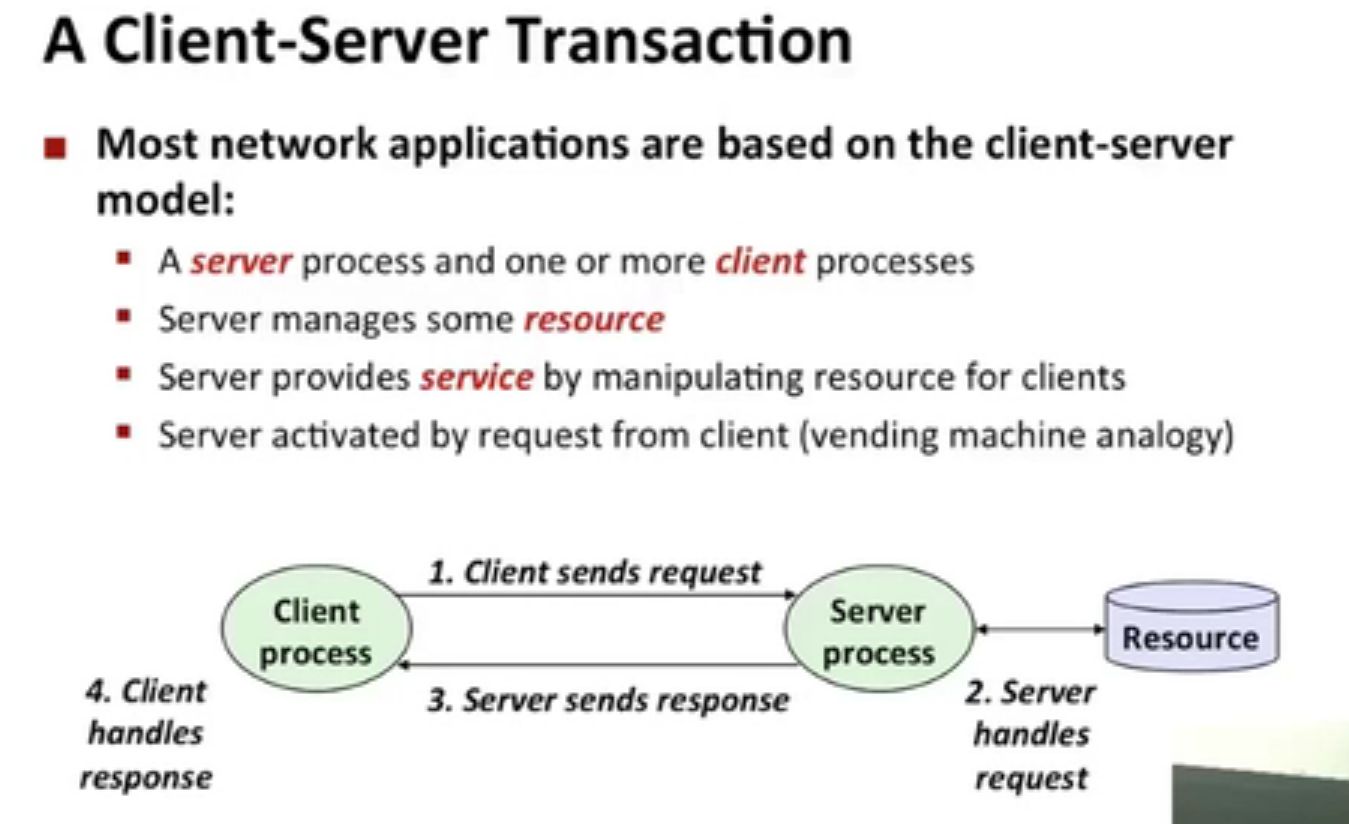 A Client-Server Transaction
Most network applications are based on the client-server
model:
A server process and one or more client processes
Server manages some resource
Server provides service by manipulating resource for clients
Server activated by request from client (vending machine analogy)
1. Client sends request
Client
process
Server
process
Resource
3. Server sends response
4. Client
handles
response
2. Server
handles
request